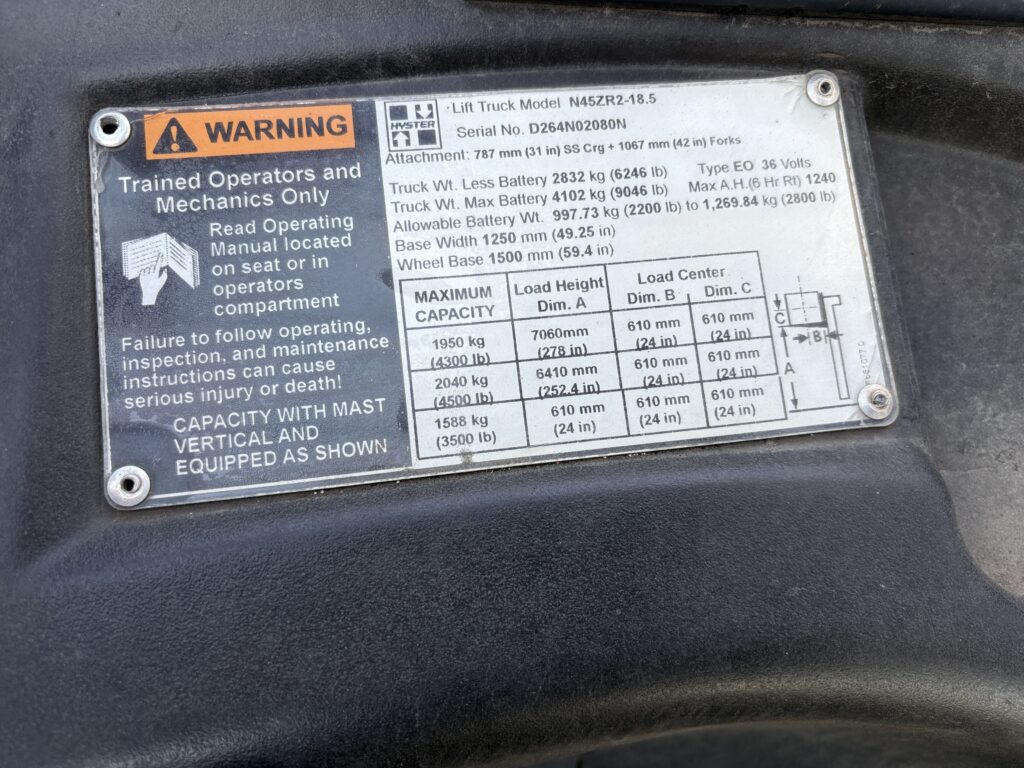 WARNING
Trained Operators and
Mechanics Only
Read Operating
Manual located
on seat or in
operators
compartment
Failure to follow operating,
inspection, and maintenance
instructions can cause
serious injury or death!
CAPACITY WITH MAST
VERTICAL AND
EQUIPPED AS SHOWN
HYSTER
Lift Truck Model N45ZR2-18.5
Serial No. D264N02080N
Attachment: 787 mm (31 in) SS Crg + 1067 mm (42 in) Forks
Truck Wt. Less Battery 2832 kg (6246 lb) Type EO 36 Volts
Truck Wt. Max Battery 4102 kg (9046 lb) Max A.H.(6 Hr Rt) 1240
Allowable Battery Wt. 997.73 kg (2200 lb) to 1,269.84 kg (2800 lb)
Base Width 1250 mm (49.25 in)
Wheel Base 1500 mm (59.4 in)
MAXIMUM CAPACITY Load Height Dim. A Load Center Dim. B Dim. C
1950 kg (4300 lb) 7060mm (278 in) 610 mm (24 in) 610 mm (24 in)
2040 kg (4500 lb) 6410 mm (252.4 in) 610 mm (24 in) 610 mm (24 in)
1588 kg (3500 lb) 610 mm (24 in) 610 mm (24 in) 610 mm (24 in)
C
B
A